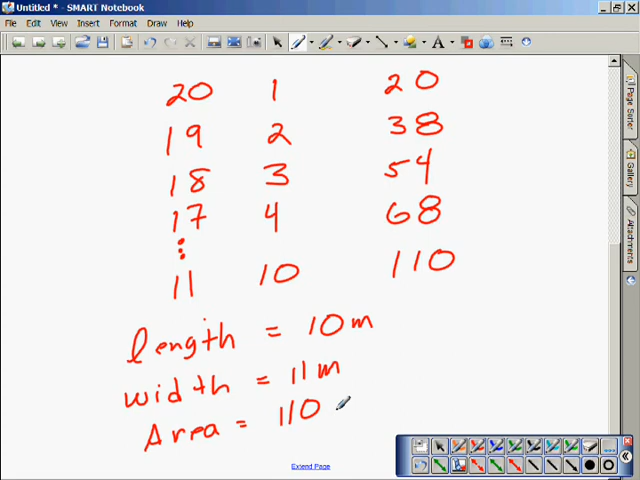 Untitled * - SMART Notebook
File Edit View Insert Format Draw Help
20 1 20
19 2 38
18 3 54
17 4 68
11 10 110
length = 10m
width = 11m
Area = 110
Extend Page
Page Sorter
Gallery
Attachments